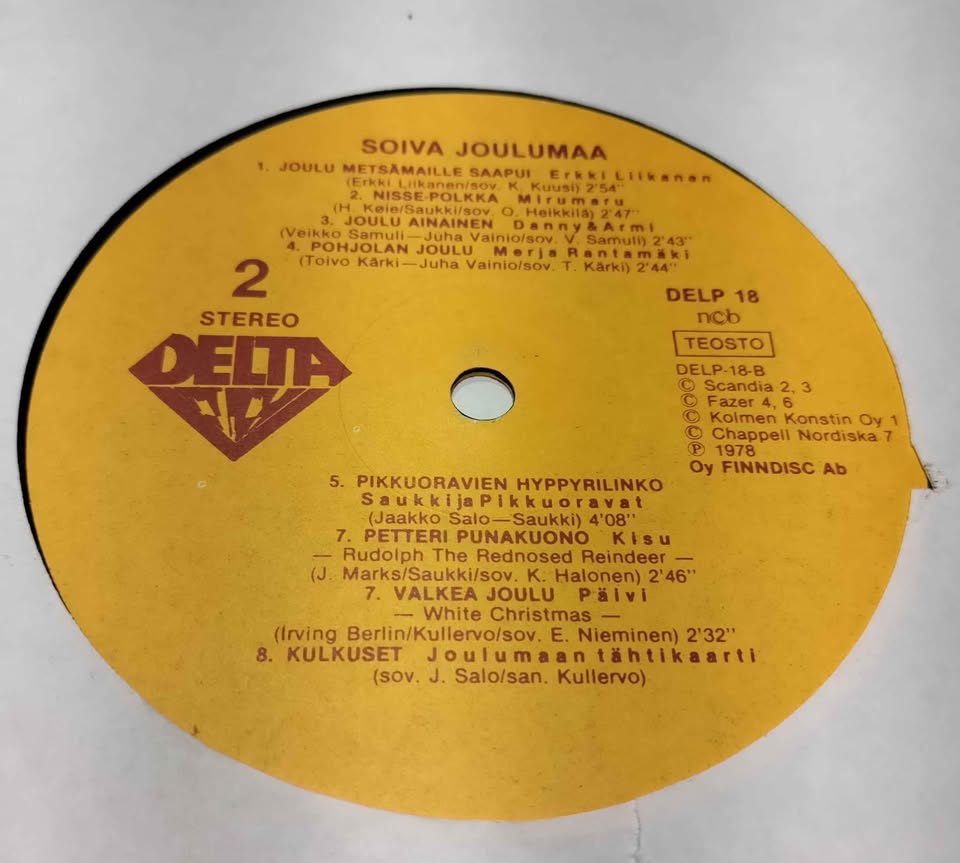 SOIVA JOULUMAA
1. JOULU METSÄMAILLE SAAPUI Erkki Liikanen
(Erkki Liikanen/sov. K. Kuusi) 2'54"
2. NISSE-POLKKA Mirumaru
(H. Køie/Saukki/sov. O. Heikkilä) 2'47"
3. JOULU AINAINEN Danny & Armi
(Veikko Samuli—Juha Vainio/sov. V. Samuli) 2'43"
4. POHJOLAN JOULU Merja Rantamäki
(Toivo Kärki—Juha Vainio/sov. T. Kärki) 2'44"
2
STEREO
DELTA
DELP 18
ncb
TEOSTO
DELP-18-B
© Scandia 2, 3
© Fazer 4, 6
© Kolmen Konstin Oy 1
© Chappell Nordiska 7
℗ 1978
Oy FINNDISC Ab
5. PIKKUORAVIEN HYPPYRILINKO
Saukki ja Pikkuoravat
(Jaakko Salo—Saukki) 4'08"
7. PETTERI PUNAKUONO Kisu
— Rudolph The Rednosed Reindeer —
(J. Marks/Saukki/sov. K. Halonen) 2'46"
7. VALKEA JOULU Päivi
— White Christmas —
(Irving Berlin/Kullervo/sov. E. Nieminen) 2'32"
8. KULKUSET Joulumaan tähtikaarti
(sov. J. Salo/san. Kullervo)